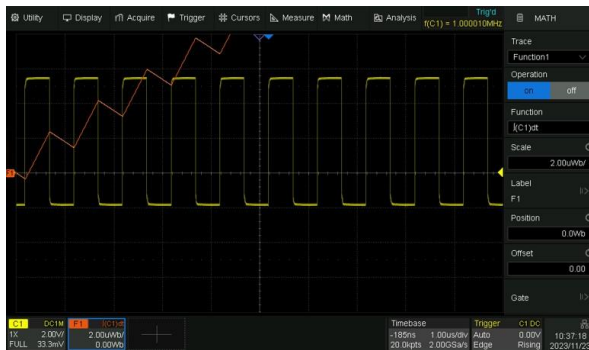 Utility Display Acquire Trigger Cursors Measure Math Analysis
Trig'd
f(C1) = 1.000010MHz
MATH
Trace
Function1
Operation
on off
Function
∫(C1)dt
Scale
2.00uWb/
Label
F1
Position
0.0Wb
Offset
0.00
Gate
C1 DC1M
1X 2.00V/
FULL 33.3mV
F1 ∫(C1)dt
2.00uWb/
0.00Wb
Timebase
-185ns 1.00us/div
20.0kpts 2.00GSa/s
Trigger C1 DC
Auto 0.00V
Edge Rising
10:37:18
2023/11/23